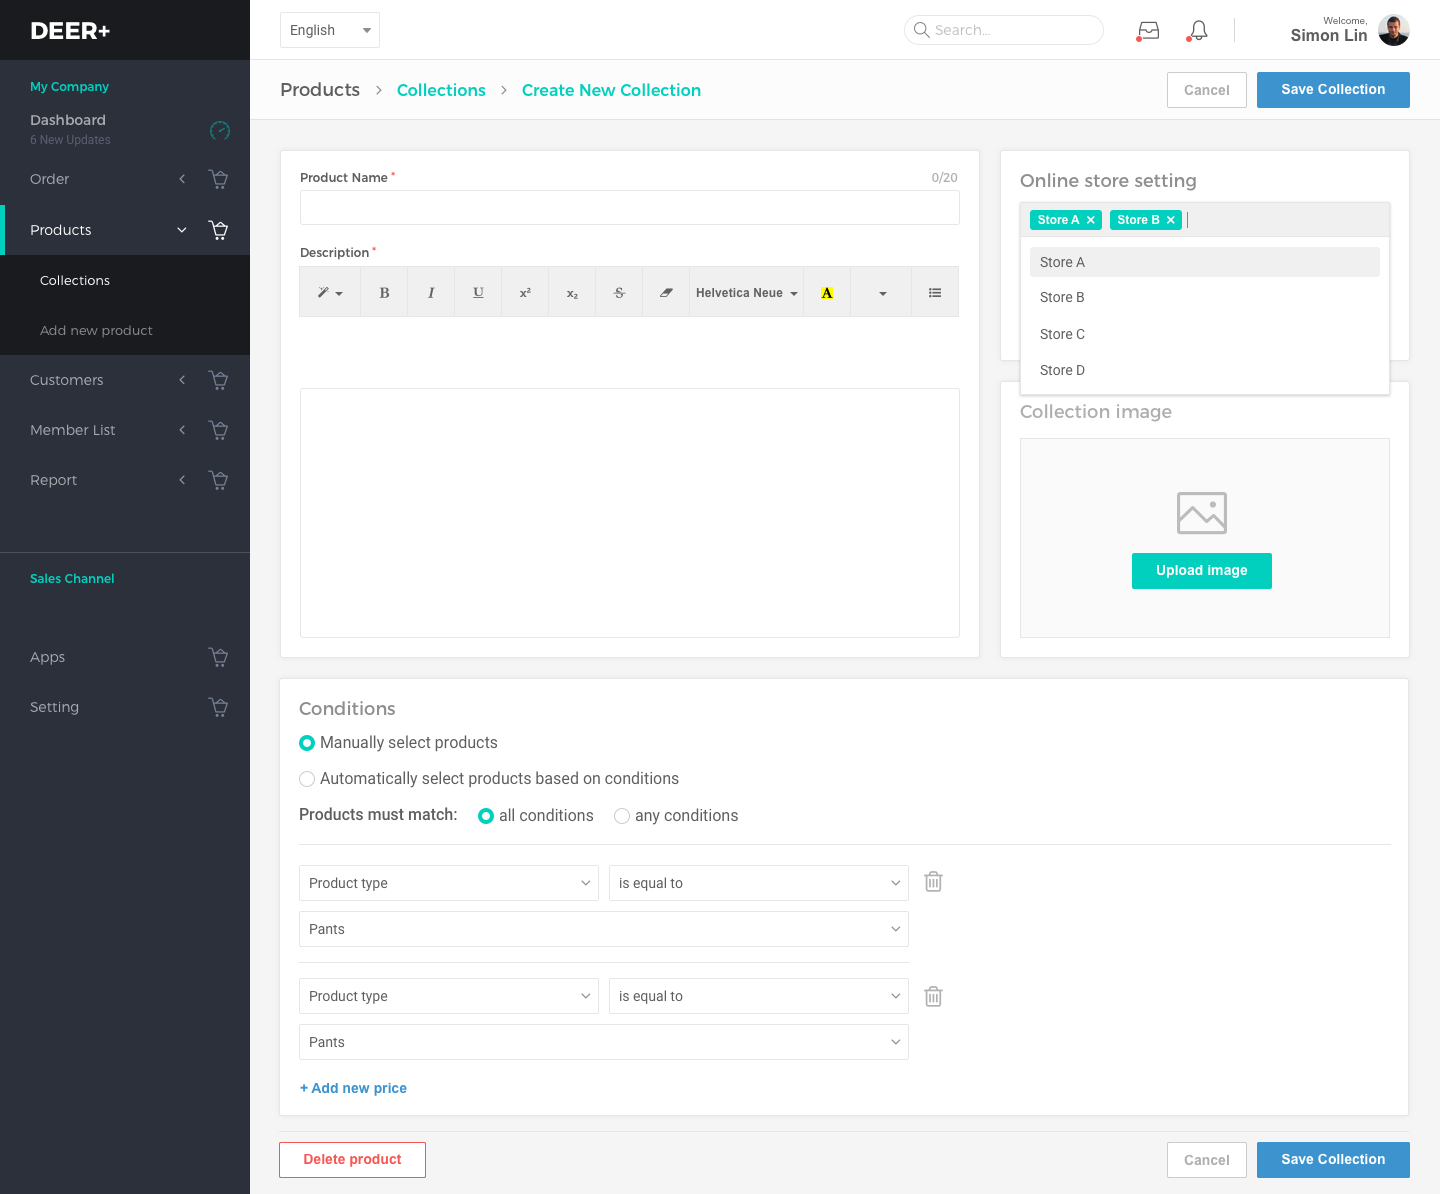 DEER+
English
Search...
Welcome,
Simon Lin
My Company
Dashboard
6 New Updates
Order
Products
Collections
Add new product
Customers
Member List
Report
Sales Channel
Apps
Setting
Products > Collections > Create New Collection
Cancel
Save Collection
Product Name *
0/20
Description *
B I U x² x₂ S Helvetica Neue A
Online store setting
Store A × Store B ×
Store A
Store B
Store C
Store D
Collection image
Upload image
Conditions
Manually select products
Automatically select products based on conditions
Products must match: all conditions any conditions
Product type is equal to
Pants
Product type is equal to
Pants
+ Add new price
Delete product
Cancel
Save Collection